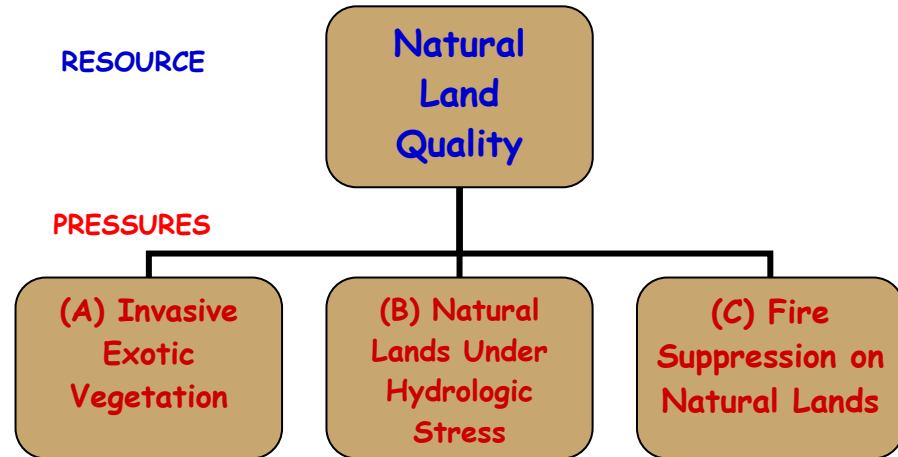 RESOURCE
Natural
Land
Quality
PRESSURES
(A) Invasive
Exotic
Vegetation
(B) Natural
Lands Under
Hydrologic
Stress
(C) Fire
Suppression on
Natural Lands